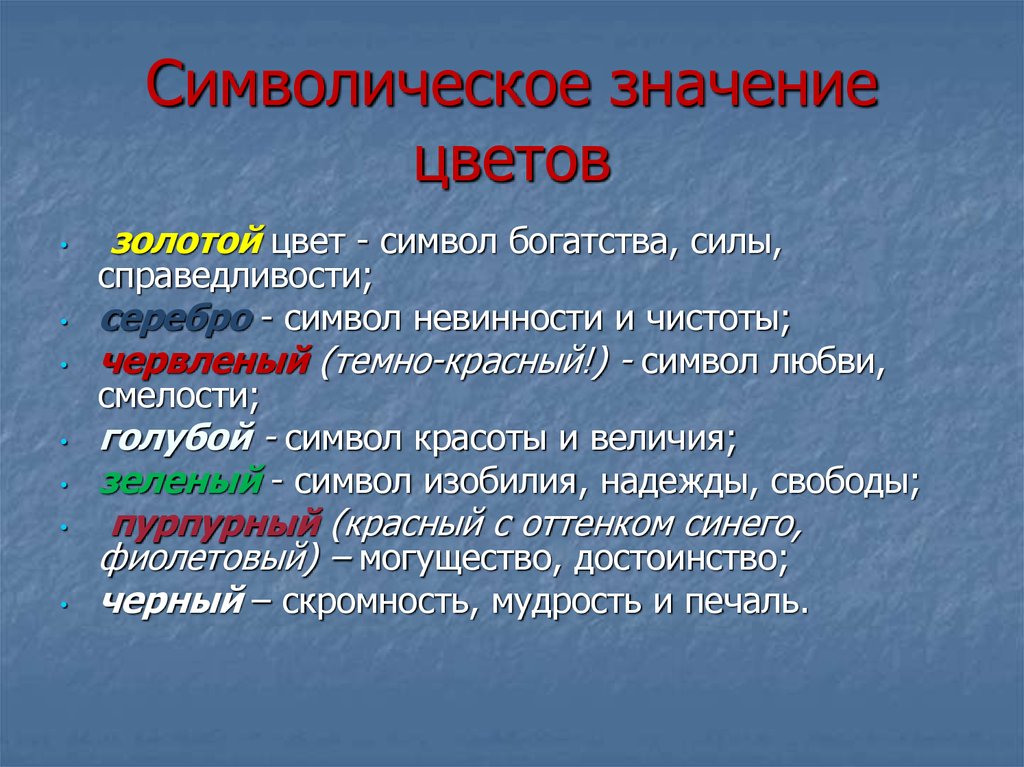 Символическое значение
цветов
• золотой цвет - символ богатства, силы,
справедливости;
• серебро - символ невинности и чистоты;
• червленый (темно-красный!) - символ любви,
смелости;
• голубой - символ красоты и величия;
• зеленый - символ изобилия, надежды, свободы;
• пурпурный (красный с оттенком синего,
фиолетовый) – могущество, достоинство;
• черный – скромность, мудрость и печаль.